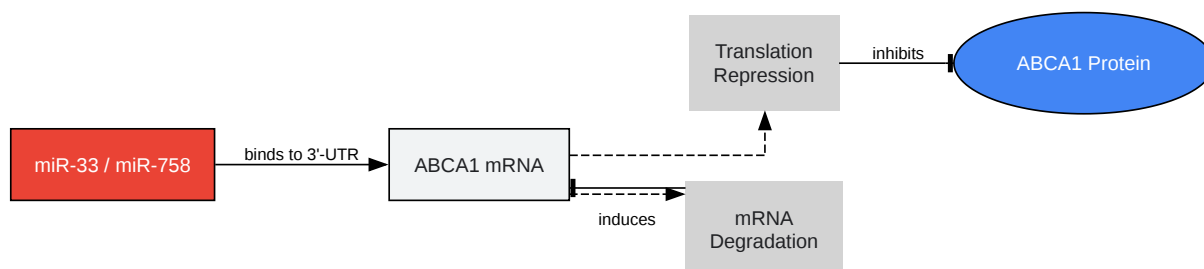 Translation
Repression
inhibits
ABCA1 Protein
miR-33 / miR-758
binds to 3'-UTR
ABCA1 mRNA
induces
mRNA
Degradation